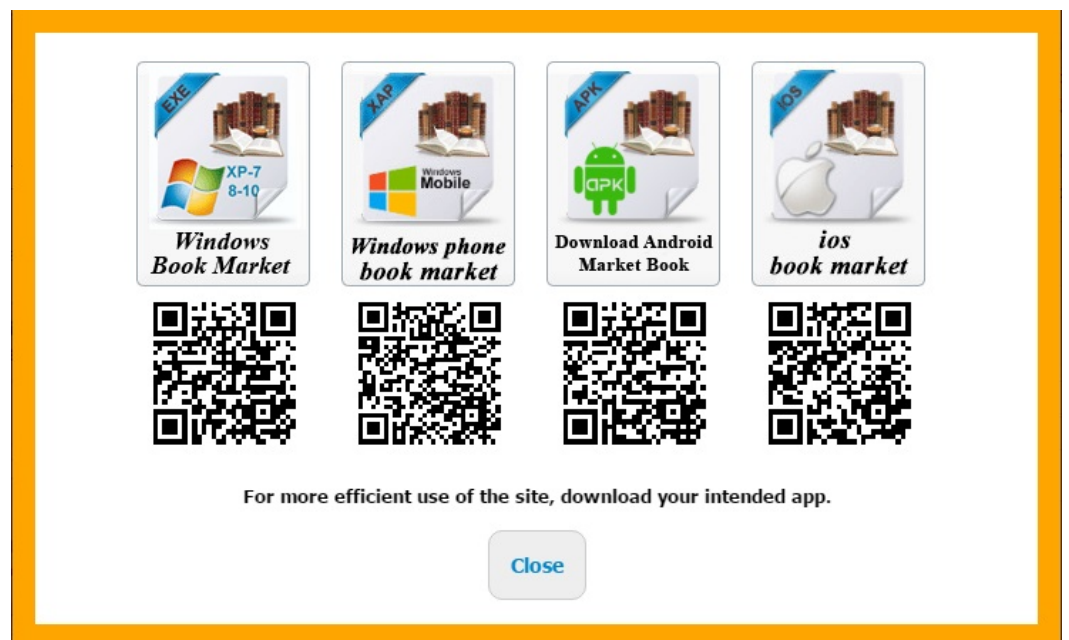 EXE
XP-7
8-10
Windows
Book Market
XAP
Windows
Mobile
Windows phone
book market
APK
APK
Download Android
Market Book
IOS
ios
book market
For more efficient use of the site, download your intended app.
Close